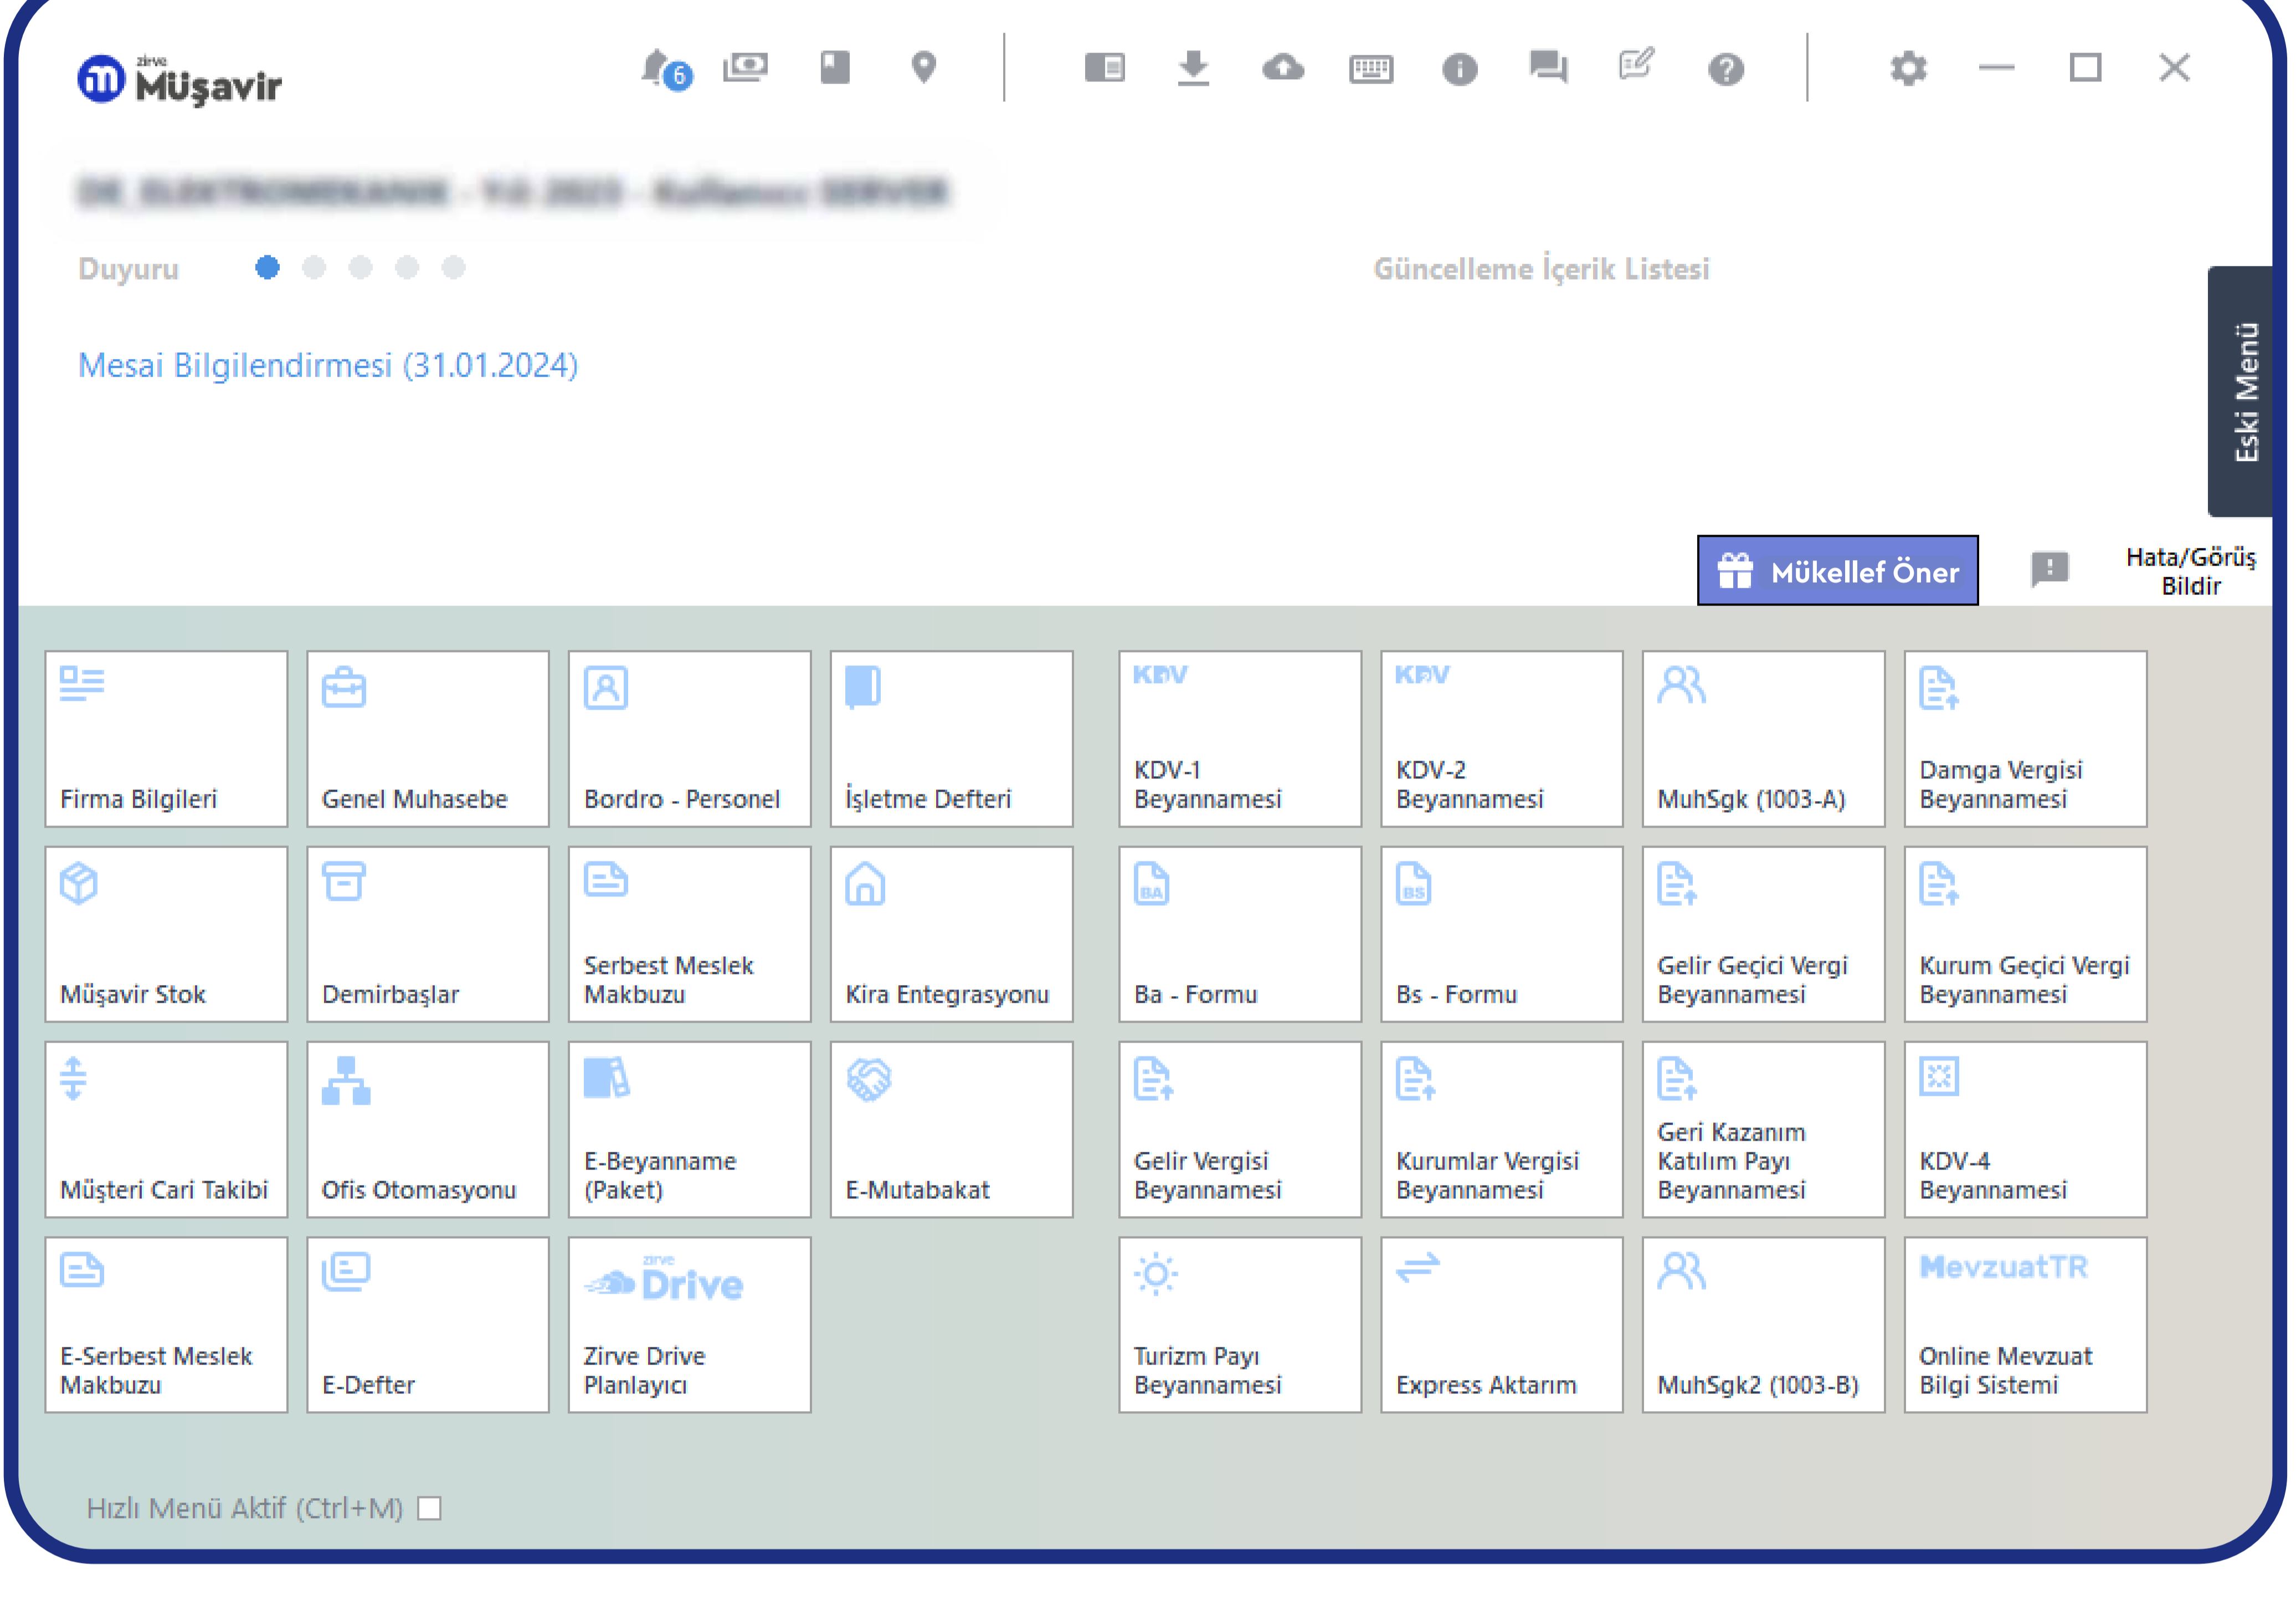 zirve
Müşavir
6
Duyuru
Güncelleme İçerik Listesi
Mesai Bilgilendirmesi (31.01.2024)
Eski Menü
Mükellef Öner
Hata/Görüş
Bildir
Firma Bilgileri
Genel Muhasebe
Bordro - Personel
İşletme Defteri
KDV
KDV-1
Beyannamesi
KDV
KDV-2
Beyannamesi
MuhSgk (1003-A)
Damga Vergisi
Beyannamesi
Müşavir Stok
Demirbaşlar
Serbest Meslek
Makbuzu
Kira Entegrasyonu
BA
Ba - Formu
BS
Bs - Formu
Gelir Geçici Vergi
Beyannamesi
Kurum Geçici Vergi
Beyannamesi
Müşteri Cari Takibi
Ofis Otomasyonu
E-Beyanname
(Paket)
E-Mutabakat
Gelir Vergisi
Beyannamesi
Kurumlar Vergisi
Beyannamesi
Geri Kazanım
Katılım Payı
Beyannamesi
KDV-4
Beyannamesi
E-Serbest Meslek
Makbuzu
E-Defter
zirve
Drive
Zirve Drive
Planlayıcı
Turizm Payı
Beyannamesi
Express Aktarım
MuhSgk2 (1003-B)
MevzuatTR
Online Mevzuat
Bilgi Sistemi
Hızlı Menü Aktif (Ctrl+M)